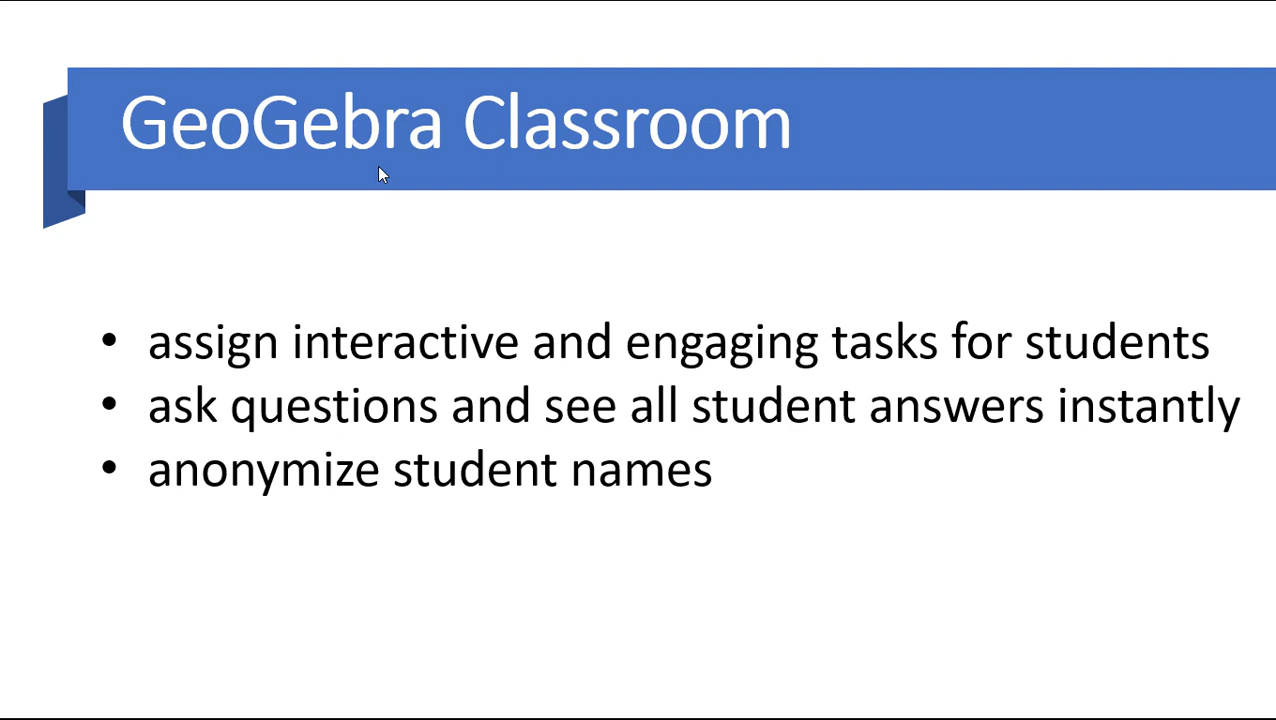 GeoGebra Classroom
• assign interactive and engaging tasks for students
• ask questions and see all student answers instantly
• anonymize student names